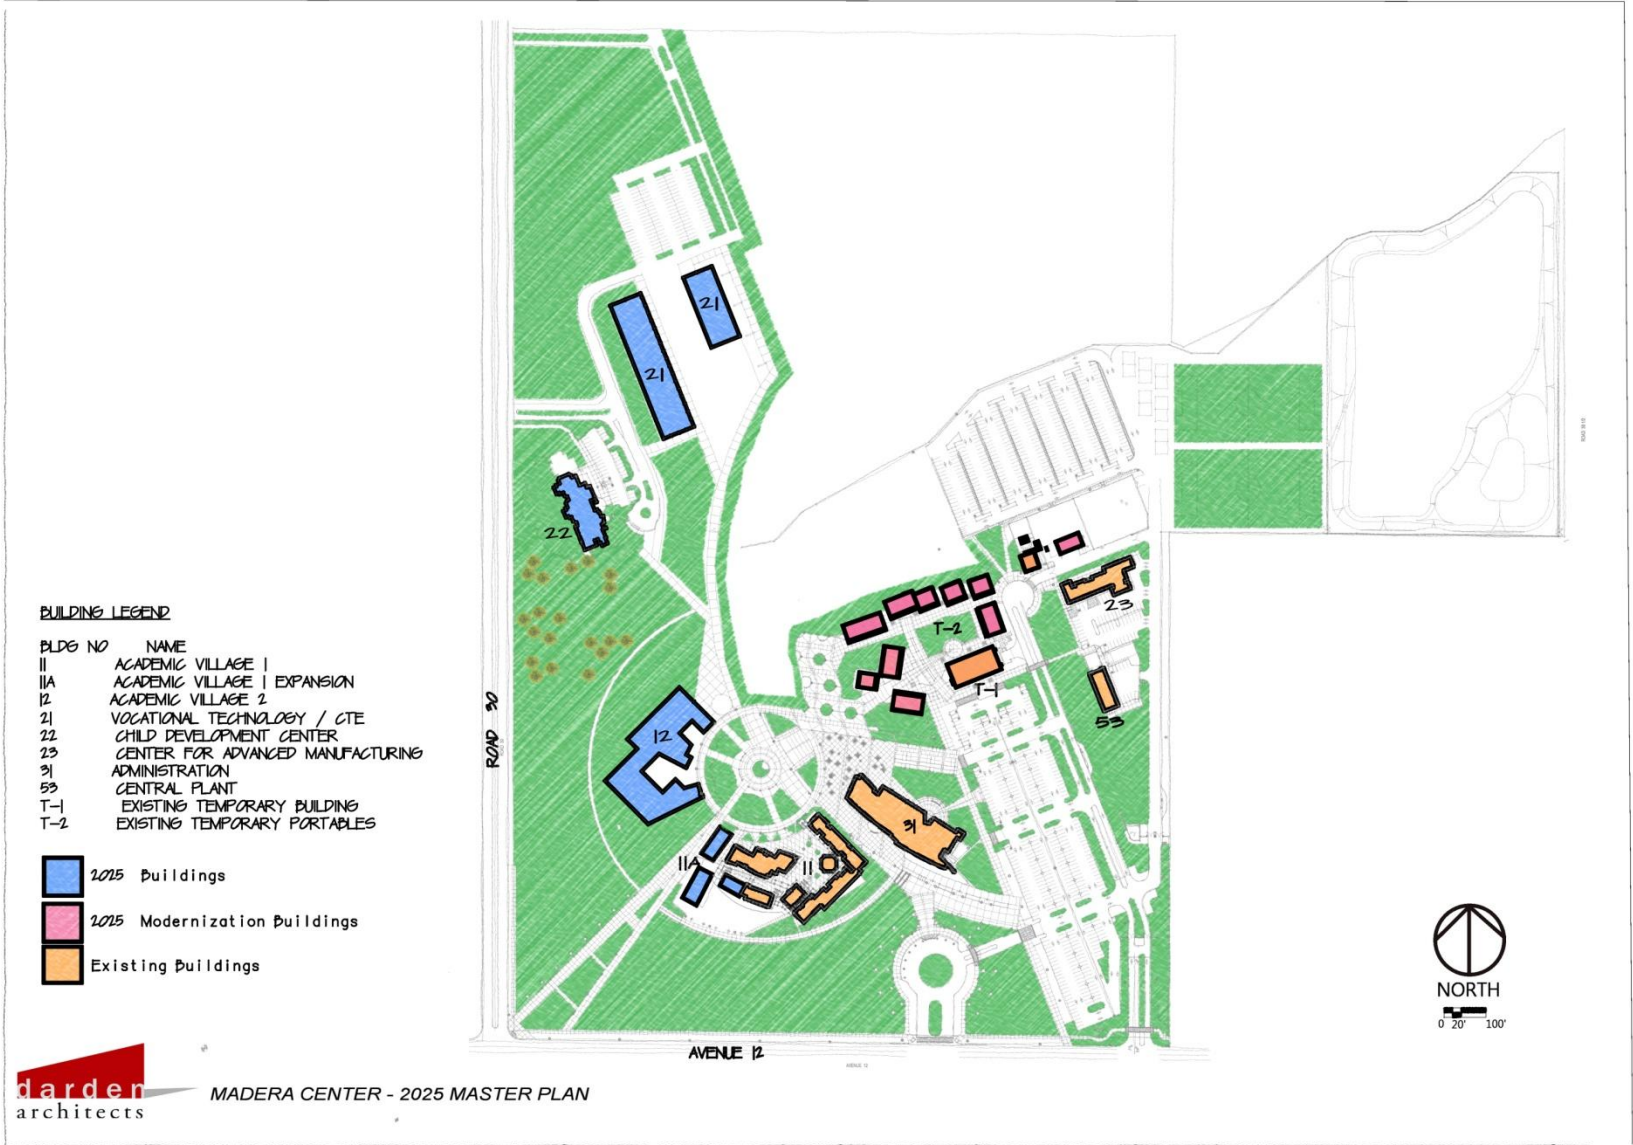 21
21
22
BUILDING LEGEND
BLDG NO NAME
11 ACADEMIC VILLAGE 1
11A ACADEMIC VILLAGE 1 EXPANSION
12 ACADEMIC VILLAGE 2
21 VOCATIONAL TECHNOLOGY / CTE
22 CHILD DEVELOPMENT CENTER
23 CENTER FOR ADVANCED MANUFACTURING
31 ADMINISTRATION
53 CENTRAL PLANT
T-1 EXISTING TEMPORARY BUILDING
T-2 EXISTING TEMPORARY PORTABLES
2025 Buildings
2025 Modernization Buildings
Existing Buildings
ROAD 30
23
T-2
T-1
53
12
31
11A
11
AVENUE 12
AVENUE 12
NORTH
0 20' 100'
darden
architects
MADERA CENTER - 2025 MASTER PLAN